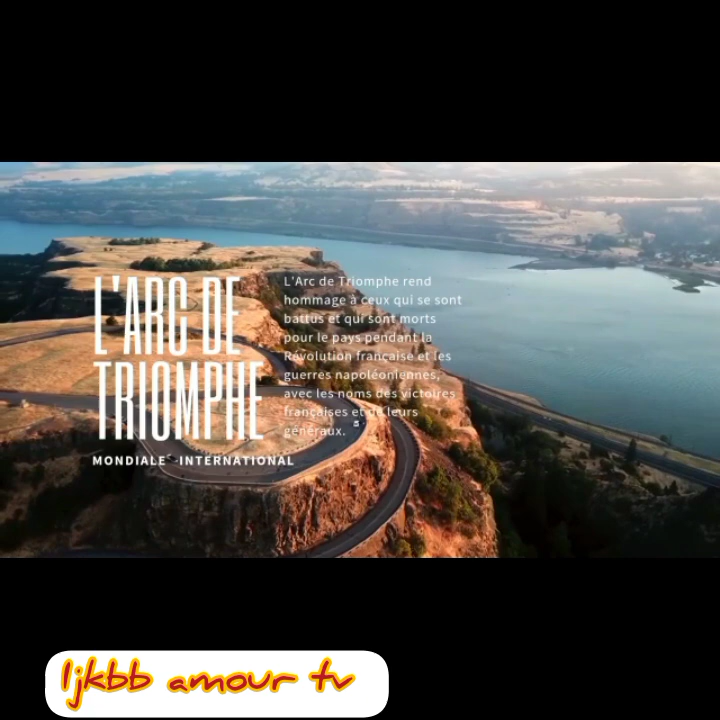 L'ARC DE
TRIOMPHE
MONDIALE -INTERNATIONAL
L'Arc de Triomphe rend
hommage à ceux qui se sont
battus et qui sont morts
pour le pays pendant la
Révolution française et les
guerres napoléoniennes,
avec les noms des victoires
françaises et de leurs
généraux.
ljkbb amour tv